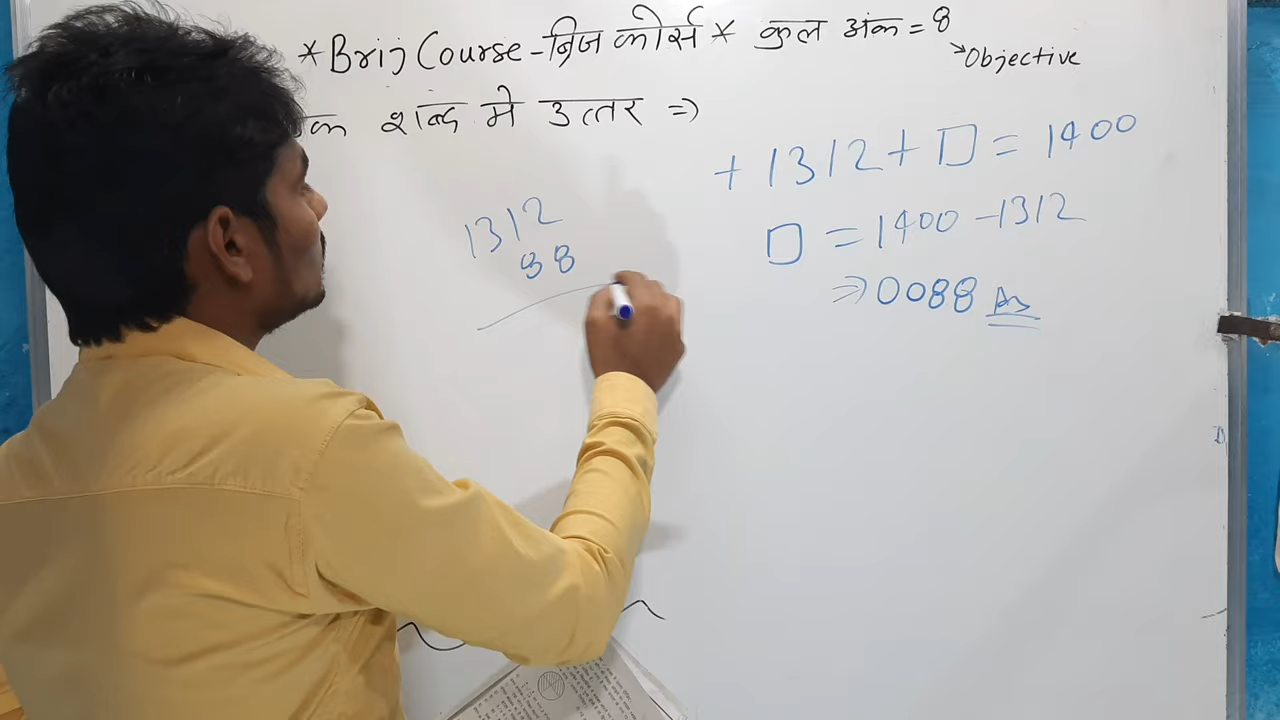 *Brij Course-ब्रिज कोर्स* कुल अंक = 8
→Objective
शब्द मे उत्तर ⇒
+1312+□=1400
□=1400-1312
⇒0088 Ans
1312
88